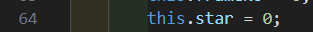 64 this.star = 0;